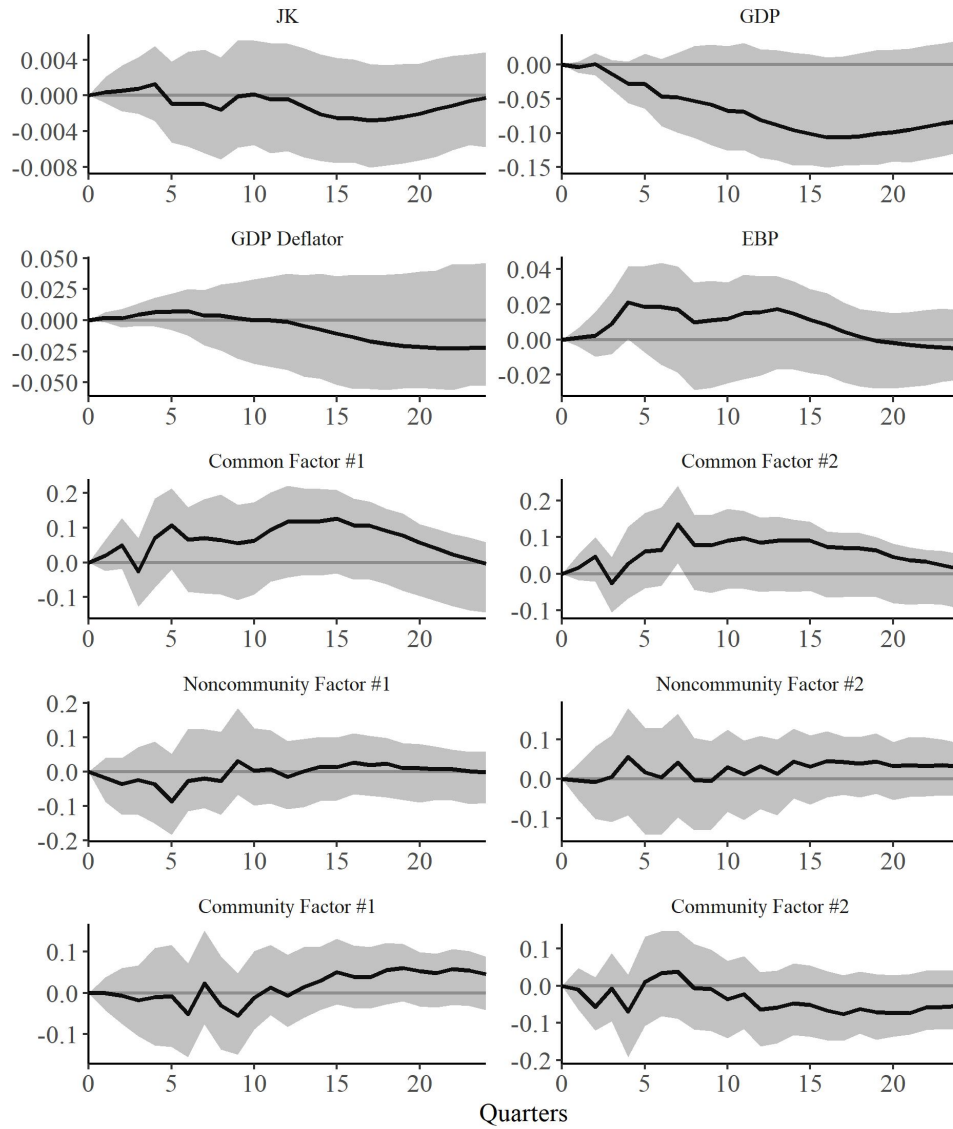 JK
0.004
0.000
-0.004
-0.008
0 5 10 15 20
GDP
0.00
-0.05
-0.10
-0.15
0 5 10 15 20
GDP Deflator
0.050
0.025
0.000
-0.025
-0.050
0 5 10 15 20
EBP
0.04
0.02
0.00
-0.02
0 5 10 15 20
Common Factor #1
0.2
0.1
0.0
-0.1
0 5 10 15 20
Common Factor #2
0.2
0.1
0.0
-0.1
0 5 10 15 20
Noncommunity Factor #1
0.2
0.1
0.0
-0.1
-0.2
0 5 10 15 20
Noncommunity Factor #2
0.1
0.0
-0.1
0 5 10 15 20
Community Factor #1
0.1
0.0
-0.1
0 5 10 15 20
Community Factor #2
0.1
0.0
-0.1
-0.2
0 5 10 15 20
Quarters